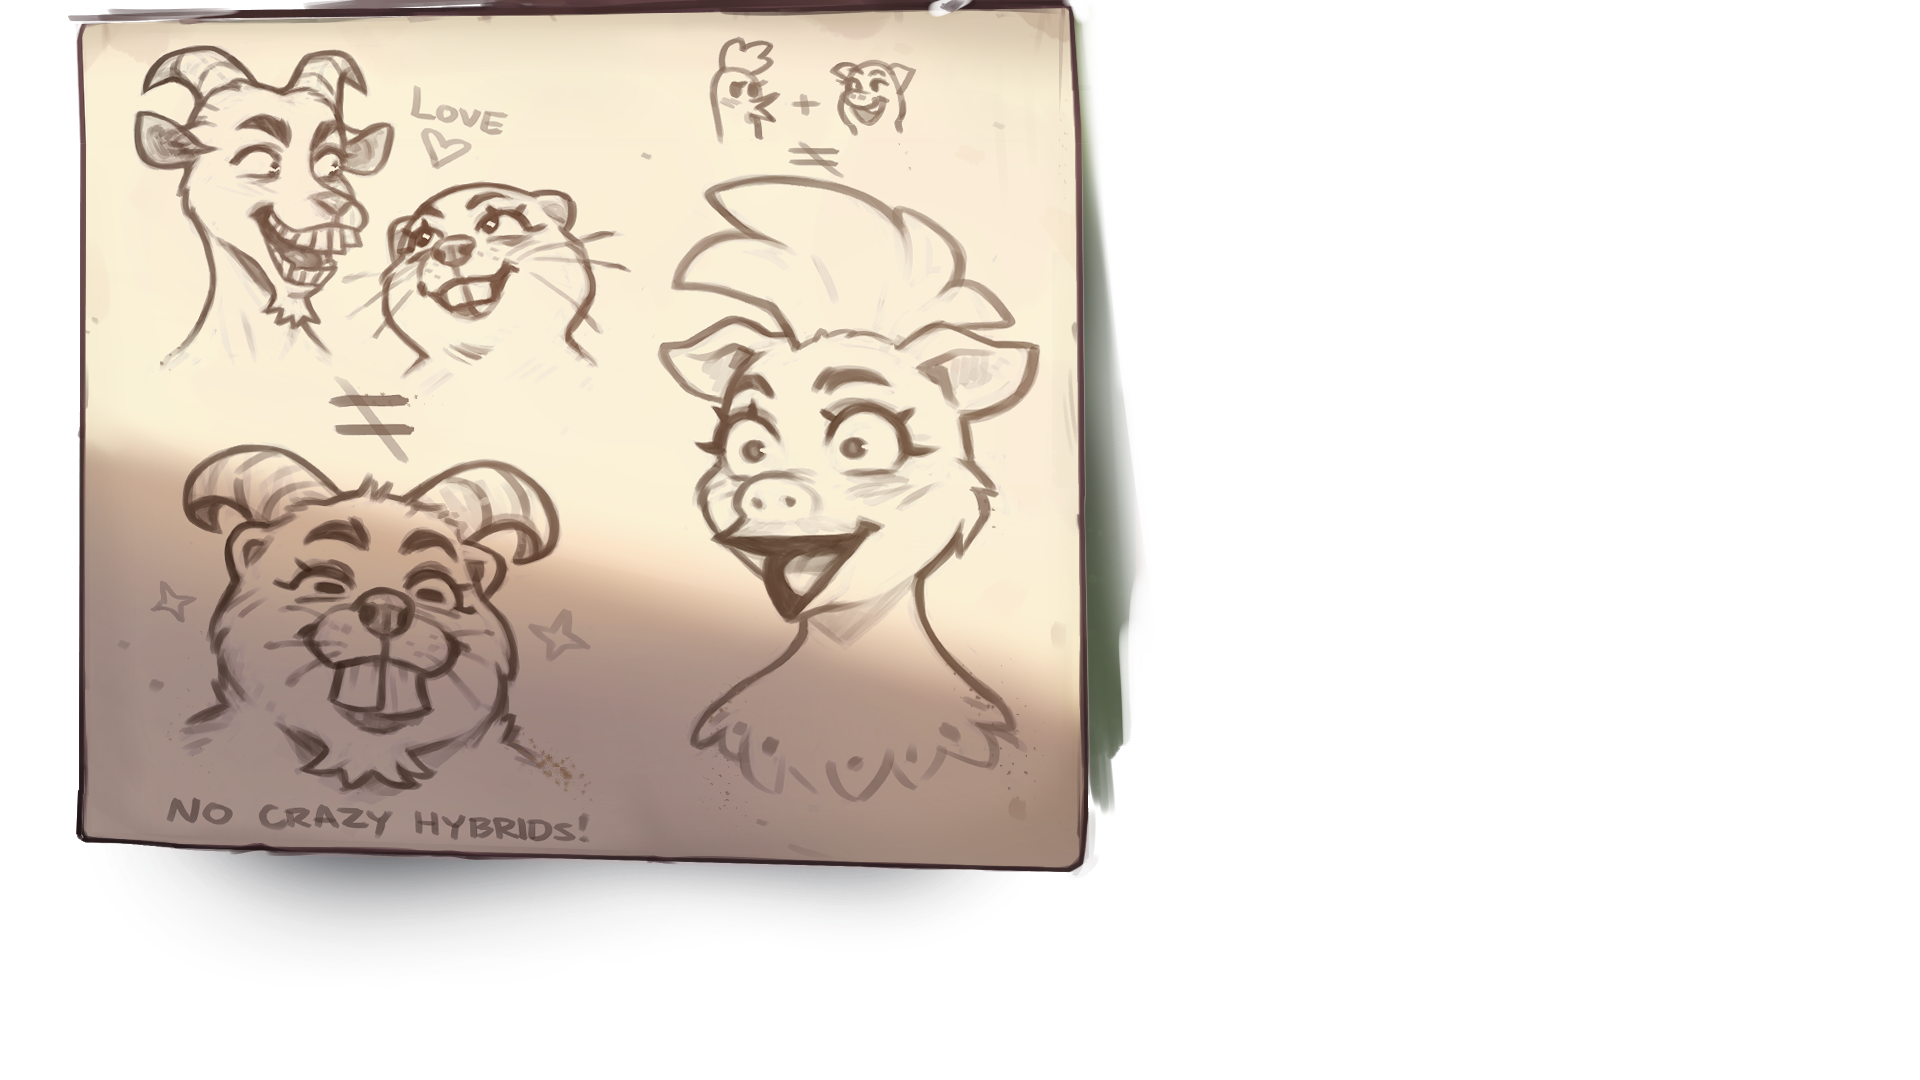 LOVE
+
=
≠
NO CRAZY HYBRIDS!